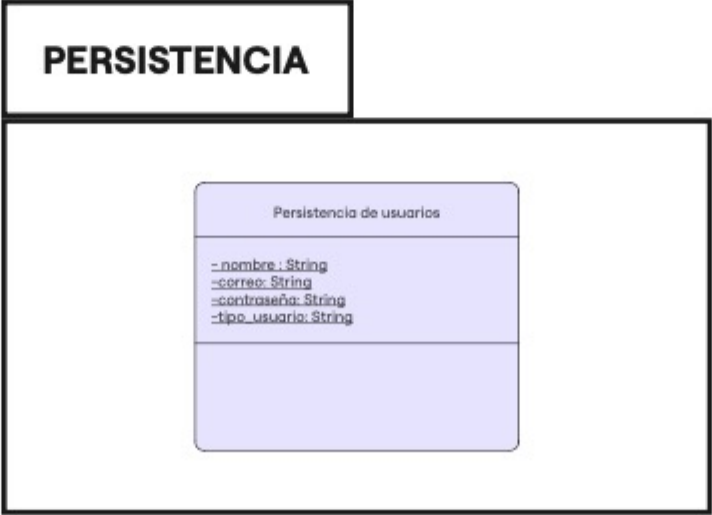 PERSISTENCIA
Persistencia de usuarios
- nombre : String
-correo: String
-contraseña: String
-tipo_usuario: String